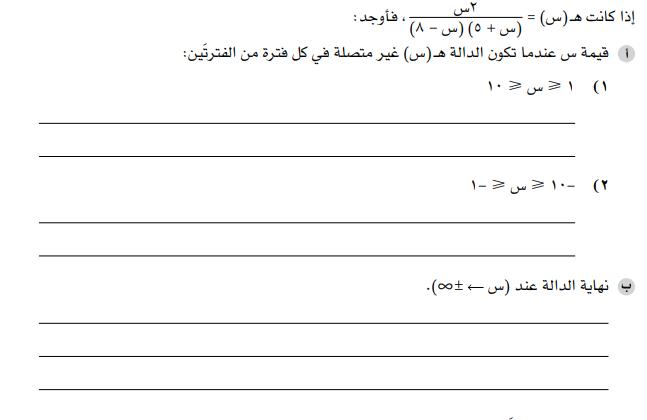 إذا كانت هـ(س) = ٢س / (س + ٥) (س − ٨) ، فأوجد:
أ قيمة س عندما تكون الدالة هـ(س) غير متصلة في كل فترة من الفترتَين:
١) ١ ⩽ س ⩽ ١٠
٢) −١٠ ⩽ س ⩽ −١
ب نهاية الدالة عند (س ← ±∞).